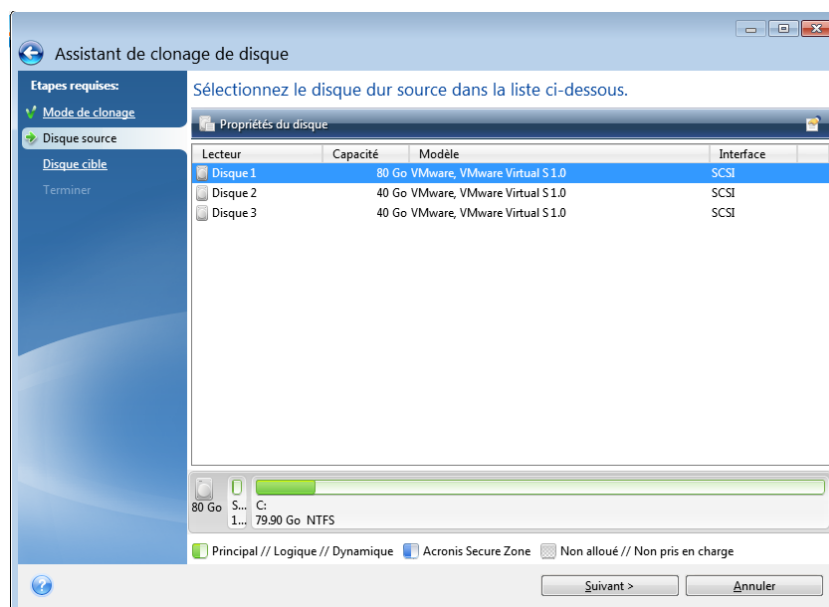 Assistant de clonage de disque
Etapes requises:
Mode de clonage
Disque source
Disque cible
Terminer
Sélectionnez le disque dur source dans la liste ci-dessous.
Propriétés du disque
Lecteur Capacité Modèle Interface
Disque 1 80 Go VMware, VMware Virtual S 1.0 SCSI
Disque 2 40 Go VMware, VMware Virtual S 1.0 SCSI
Disque 3 40 Go VMware, VMware Virtual S 1.0 SCSI
80 Go S... C:
1... 79.90 Go NTFS
Principal // Logique // Dynamique Acronis Secure Zone Non alloué // Non pris en charge
Suivant > Annuler